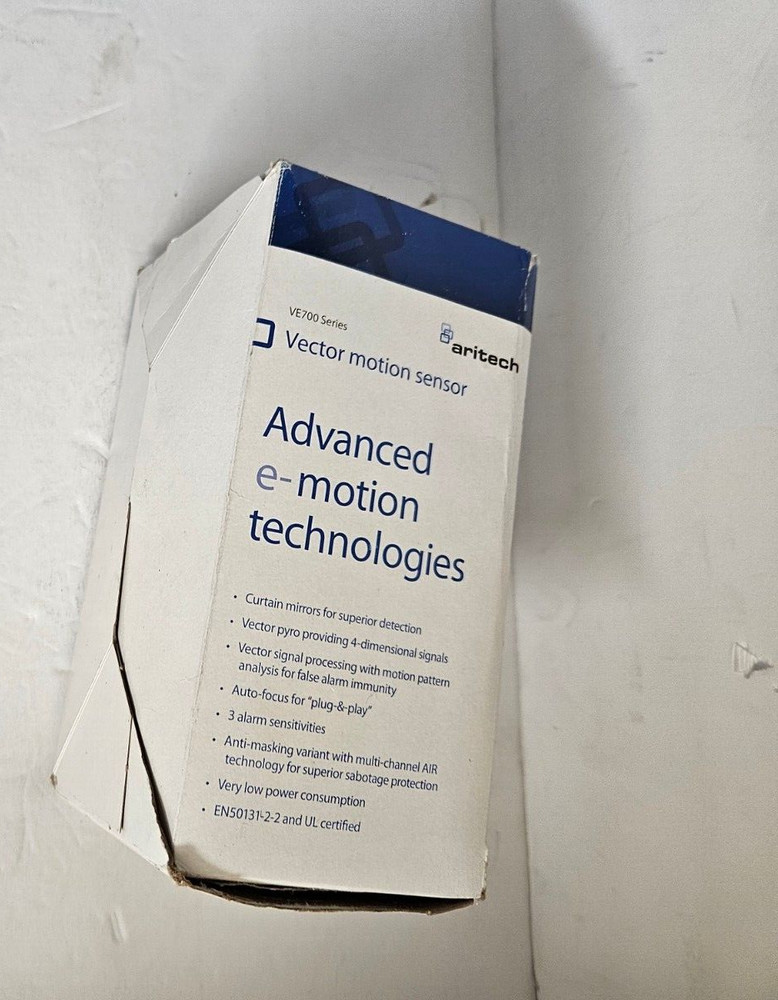 VE700 Series
Vector motion sensor
aritech
Advanced
e-motion
technologies
• Curtain mirrors for superior detection
• Vector pyro providing 4-dimensional signals
• Vector signal processing with motion pattern
analysis for false alarm immunity
• Auto-focus for "plug-&-play"
• 3 alarm sensitivities
• Anti-masking variant with multi-channel AIR
technology for superior sabotage protection
• Very low power consumption
• EN50131-2-2 and UL certified